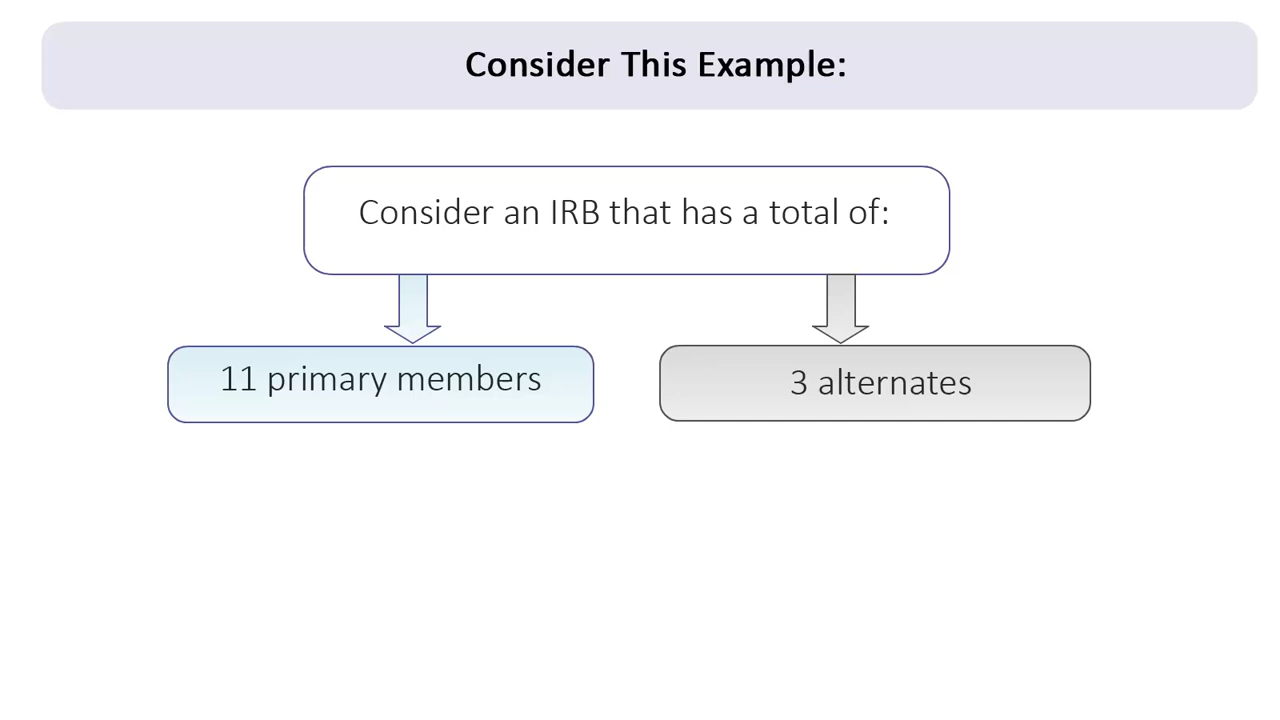 Consider This Example:
Consider an IRB that has a total of:
11 primary members
3 alternates